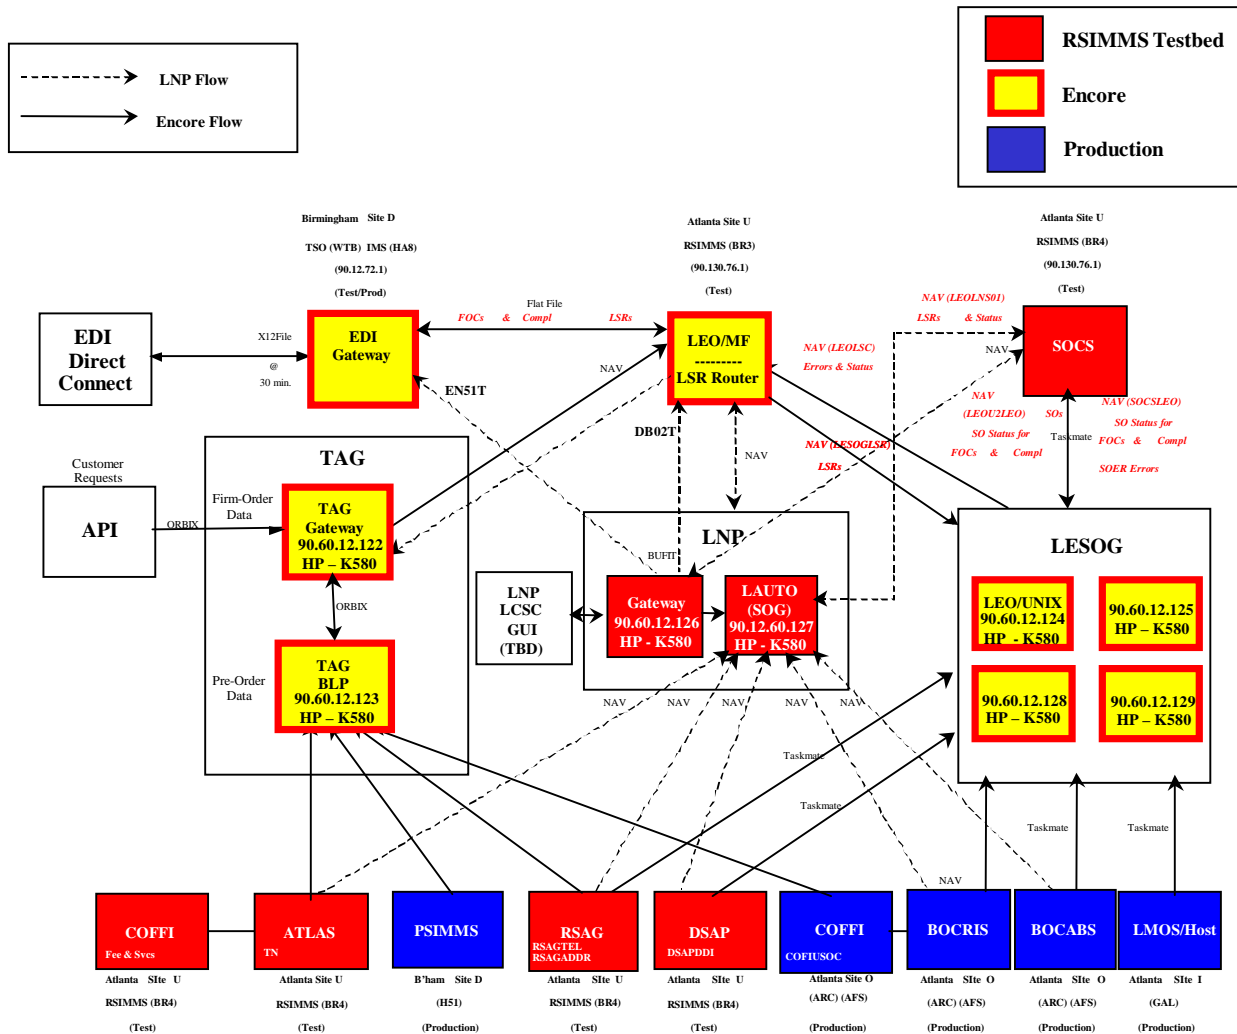 LNP Flow
Encore Flow
RSIMMS Testbed
Encore
Production
Birmingham Site D
TSO (WTB) IMS (HA8)
(90.12.72.1)
(Test/Prod)
Atlanta Site U
RSIMMS (BR3)
(90.130.76.1)
(Test)
Atlanta Site U
RSIMMS (BR4)
(90.130.76.1)
(Test)
EDI
Direct
Connect
X12File
@
30 min.
EDI
Gateway
Flat File
FOCs & Compl LSRs
LEO/MF
---------
LSR Router
NAV (LEOLSC)
Errors & Status
NAV (LEOLNS01)
LSRs & Status
NAV
SOCS
EN51T
NAV
DB02T
NAV
NAV (LESOGLSR)
LSRs
NAV
(LEOU2LEO) SOs
SO Status for
FOCs & Compl
Taskmate
NAV (SOCSLEO)
SO Status for
FOCs & Compl
SOER Errors
Customer
Requests
API
ORBIX
TAG
Firm-Order
Data
TAG
Gateway
90.60.12.122
HP – K580
ORBIX
Pre-Order
Data
TAG
BLP
90.60.12.123
HP – K580
LNP
LCSC
GUI
(TBD)
LNP
BUFIT
Gateway
90.60.12.126
HP - K580
LAUTO
(SOG)
90.12.60.127
HP - K580
LESOG
LEO/UNIX
90.60.12.124
HP - K580
90.60.12.125
HP – K580
90.60.12.128
HP – K580
90.60.12.129
HP – K580
NAV
NAV
NAV
NAV
NAV
Taskmate
Taskmate
Taskmate
Taskmate
NAV
COFFI
Fee & Svcs
ATLAS
TN
PSIMMS
RSAG
RSAGTEL
RSAGADDR
DSAP
DSAPDDI
COFFI
COFIUSOC
BOCRIS
BOCABS
LMOS/Host
Atlanta SIte U
RSIMMS (BR4)
(Test)
Atlanta Site U
RSIMMS (BR4)
(Test)
B'ham Site D
(H51)
(Production)
Atlanta SIte U
RSIMMS (BR4)
(Test)
Atlanta SIte U
RSIMMS (BR4)
(Test)
Atlanta Site O
(ARC) (AFS)
(Production)
Atlanta SIte O
(ARC) (AFS)
(Production)
Atlanta SIte O
(ARC) (AFS)
(Production)
Atlanta SIte I
(GAL)
(Production)